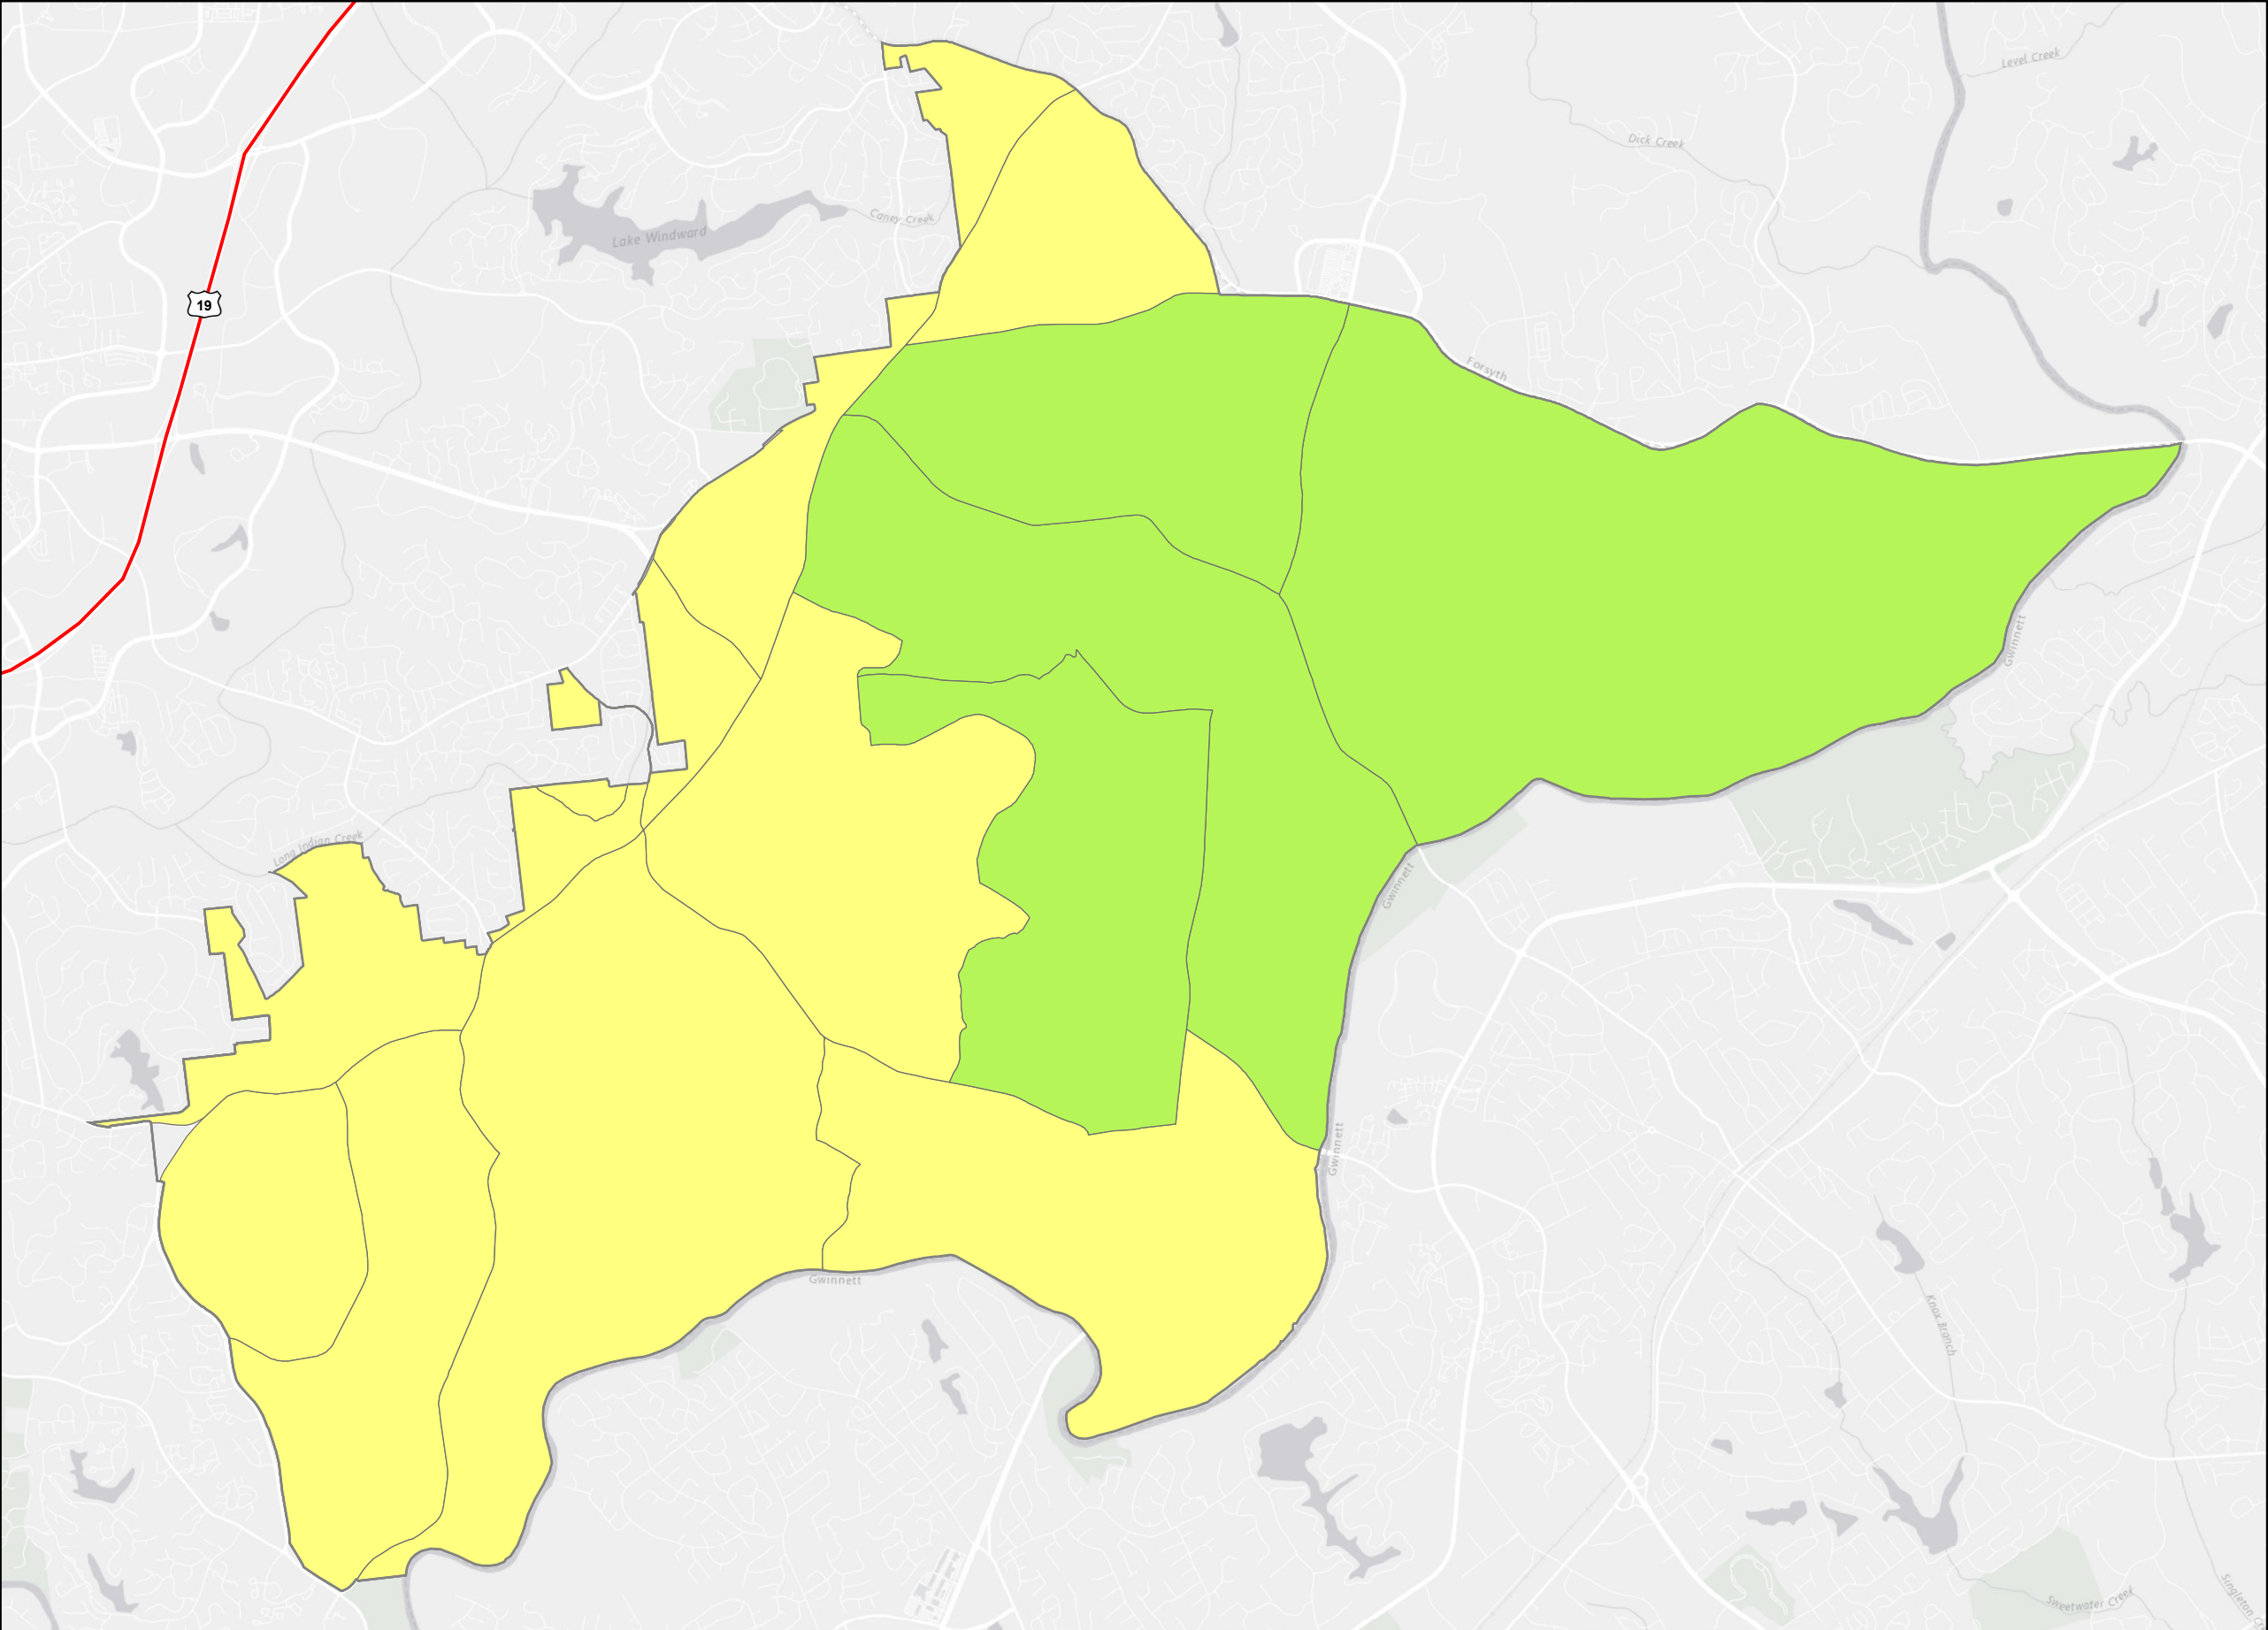 Level Creek
Dick Creek
Caney Creek
Lake Windward
19
Forsyth
Gwinnett
Long Indian Creek
Gwinnett
Gwinnett
Gwinnett
Knox Branch
Sweetwater Creek